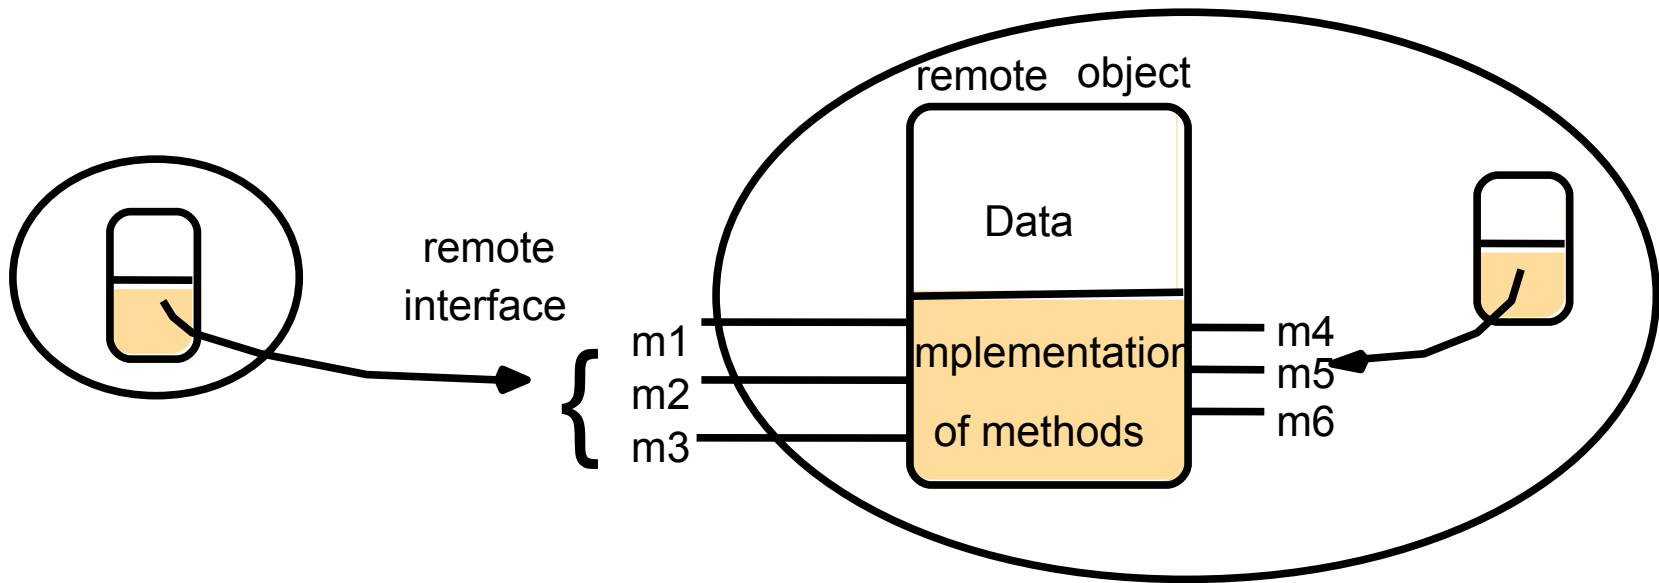 remote object
Data
remote
interface
m1
m2
m3
mplementation
of methods
m4
m5
m6